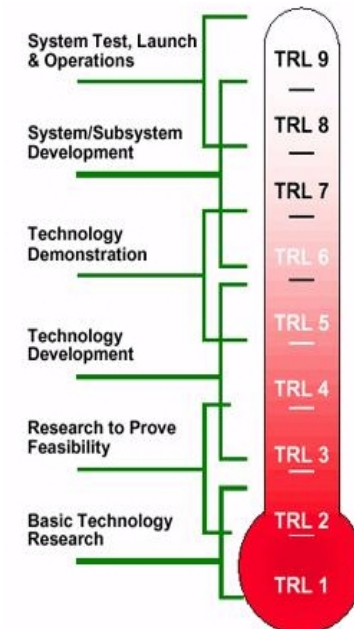 System Test, Launch
& Operations
System/Subsystem
Development
Technology
Demonstration
Technology
Development
Research to Prove
Feasibility
Basic Technology
Research
TRL 9
TRL 8
TRL 7
TRL 6
TRL 5
TRL 4
TRL 3
TRL 2
TRL 1